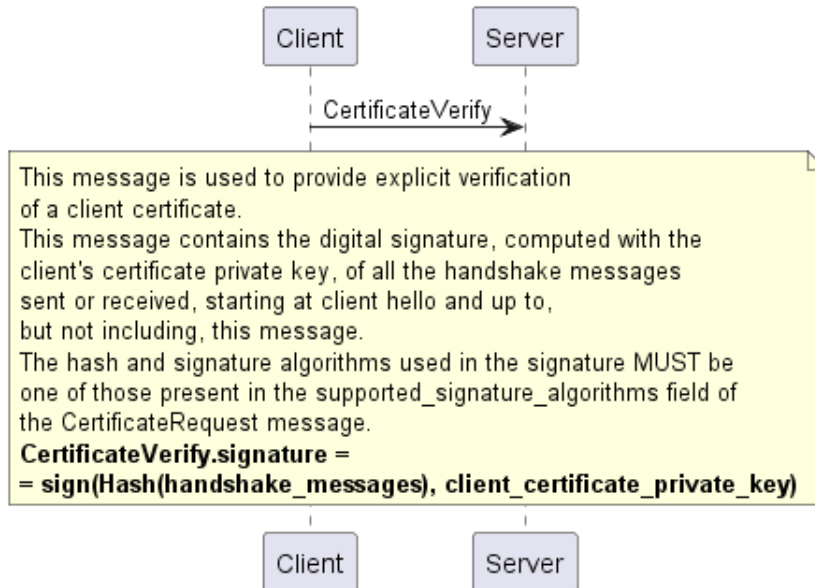 Client Server
CertificateVerify
This message is used to provide explicit verification
of a client certificate.
This message contains the digital signature, computed with the
client's certificate private key, of all the handshake messages
sent or received, starting at client hello and up to,
but not including, this message.
The hash and signature algorithms used in the signature MUST be
one of those present in the supported_signature_algorithms field of
the CertificateRequest message.
CertificateVerify.signature =
= sign(Hash(handshake_messages), client_certificate_private_key)
Client Server